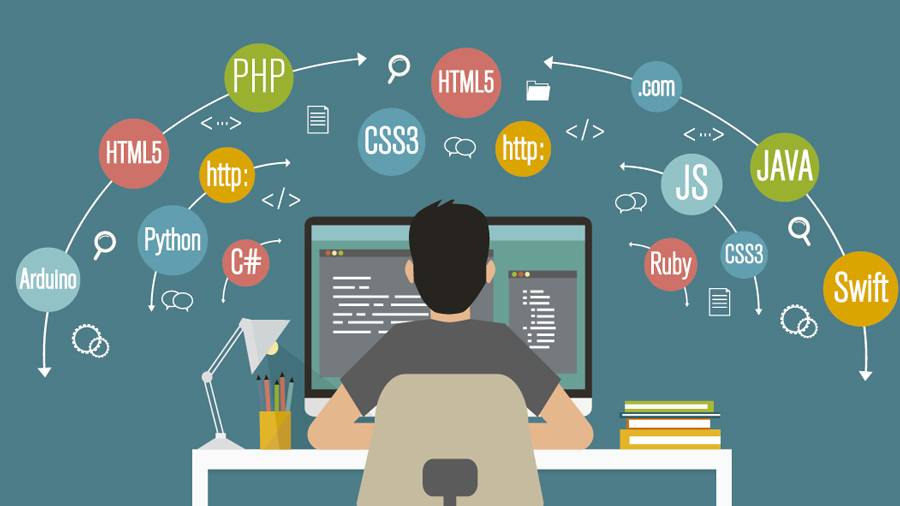 PHP
HTML5
.com
HTML5
CSS3
http:
JAVA
http:
JS
Python
C#
Ruby
CSS3
Arduino
Swift